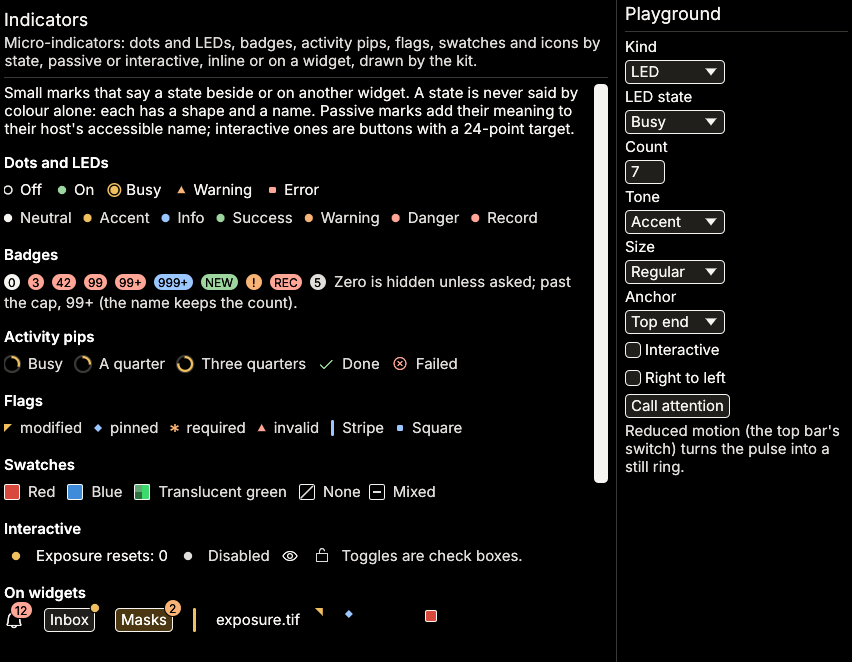 Indicators
Micro-indicators: dots and LEDs, badges, activity pips, flags, swatches and icons by
state, passive or interactive, inline or on a widget, drawn by the kit.
Small marks that say a state beside or on another widget. A state is never said by
colour alone: each has a shape and a name. Passive marks add their meaning to
their host's accessible name; interactive ones are buttons with a 24-point target.
Dots and LEDs
Off On Busy Warning Error
Neutral Accent Info Success Warning Danger Record
Badges
0 3 42 99 99+ 999+ NEW ! REC 5 Zero is hidden unless asked; past
the cap, 99+ (the name keeps the count).
Activity pips
Busy A quarter Three quarters Done Failed
Flags
modified pinned * required invalid Stripe Square
Swatches
Red Blue Translucent green None Mixed
Interactive
Exposure resets: 0 Disabled Toggles are check boxes.
On widgets
12 Inbox Masks 2 exposure.tif
Playground
Kind
LED
LED state
Busy
Count
7
Tone
Accent
Size
Regular
Anchor
Top end
Interactive
Right to left
Call attention
Reduced motion (the top bar's
switch) turns the pulse into a
still ring.